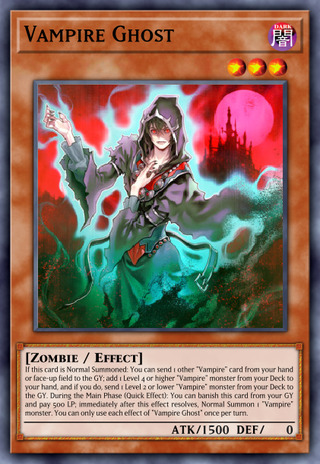 Vampire Ghost
DARK
闇
[Zombie / Effect]
If this card is Normal Summoned: You can send 1 other "Vampire" card from your hand
or face-up field to the GY; add 1 Level 4 or higher "Vampire" monster from your Deck to
your hand, and if you do, send 1 Level 2 or lower "Vampire" monster from your Deck to
the GY. During the Main Phase (Quick Effect): You can banish this card from your GY
and pay 500 LP; immediately after this effect resolves, Normal Summon 1 "Vampire"
monster. You can only use each effect of "Vampire Ghost" once per turn.
ATK/1500 DEF/ 0